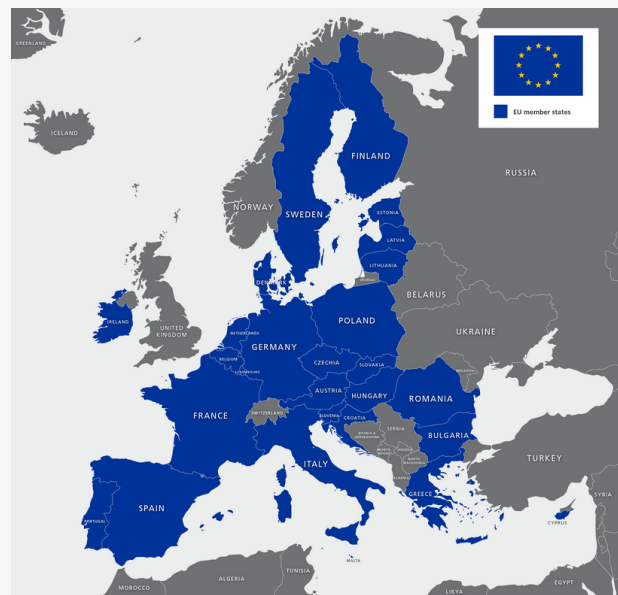 GREENLAND
ICELAND
EU member states
FINLAND
RUSSIA
NORWAY
SWEDEN
ESTONIA
LATVIA
LITHUANIA
DENMARK
RUSSIA
BELARUS
IRELAND
UNITED
KINGDOM
NETHERLANDS
POLAND
UKRAINE
GERMANY
BELGIUM
LUXEMBOURG
CZECHIA
SLOVAKIA
MOLDOVA
AUSTRIA
HUNGARY
ROMANIA
FRANCE
SWITZERLAND
SLOVENIA
CROATIA
BOSNIA &
HERZEGOVINA
SERBIA
BULGARIA
MONTE
NEGRO
KOSOVO
NORTH
MACEDONIA
ITALY
ALBANIA
TURKEY
GREECE
SPAIN
PORTUGAL
SYRIA
CYPRUS
MALTA
MOROCCO
ALGERIA
TUNISIA
LIBYA
EGYPT